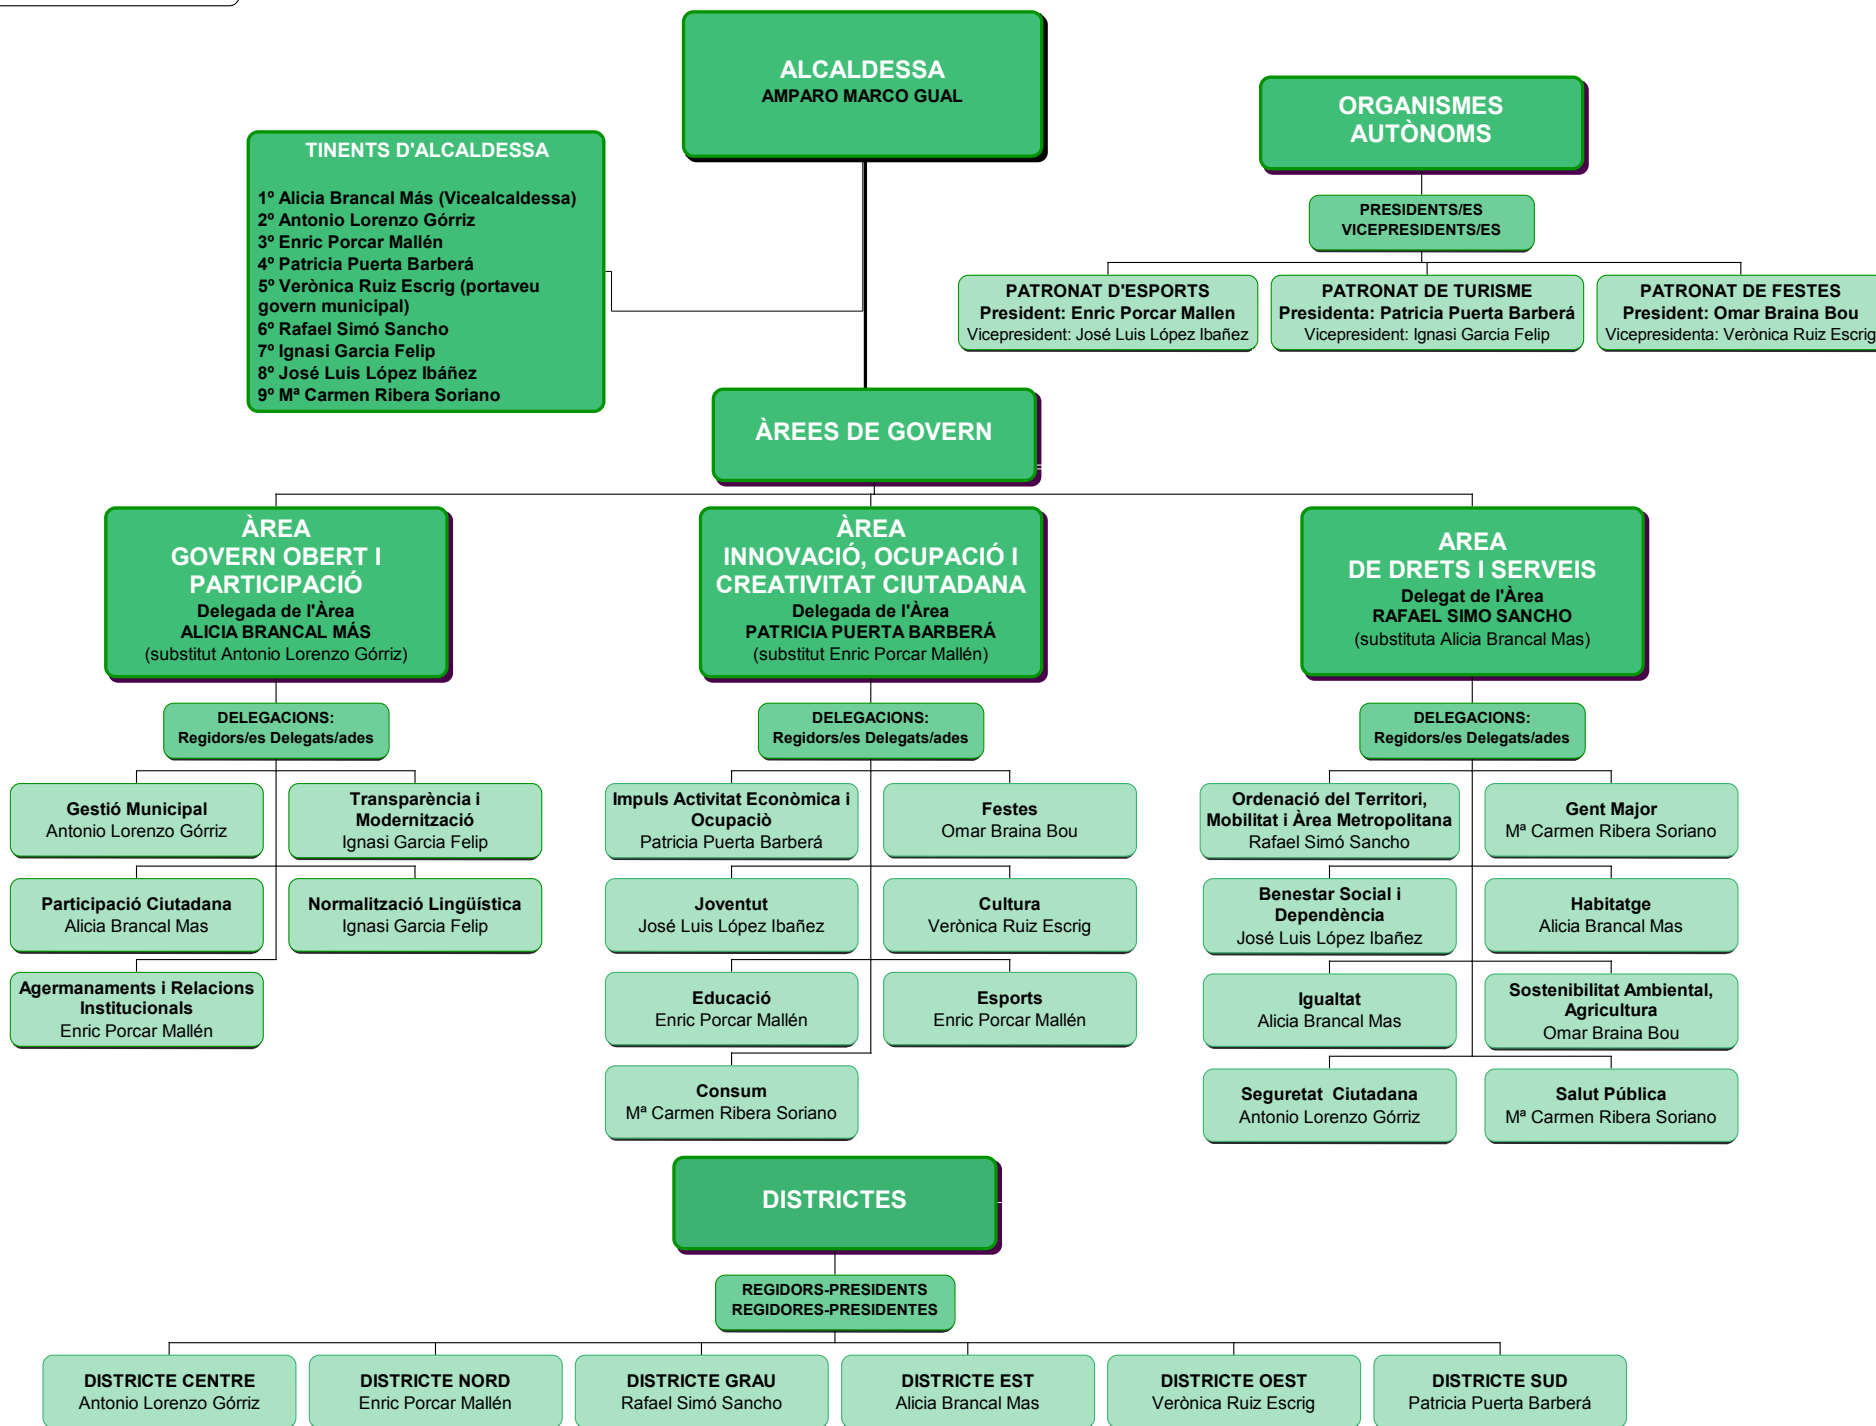 ALCALDESSA
AMPARO MARCO GUAL
ORGANISMES
AUTÒNOMS
PRESIDENTS/ES
VICEPRESIDENTS/ES
PATRONAT D'ESPORTS
President: Enric Porcar Mallen
Vicepresident: José Luis López Ibañez
PATRONAT DE TURISME
Presidenta: Patricia Puerta Barberá
Vicepresident: Ignasi Garcia Felip
PATRONAT DE FESTES
President: Omar Braina Bou
Vicepresidenta: Verònica Ruiz Escrig
TINENTS D'ALCALDESSA
1º Alicia Brancal Más (Vicealcaldessa)
2º Antonio Lorenzo Górriz
3º Enric Porcar Mallén
4º Patricia Puerta Barberá
5º Verònica Ruiz Escrig (portaveu
govern municipal)
6º Rafael Simó Sancho
7º Ignasi Garcia Felip
8º José Luis López Ibáñez
9º Mª Carmen Ribera Soriano
ÀREES DE GOVERN
ÀREA
GOVERN OBERT I
PARTICIPACIÓ
Delegada de l'Àrea
ALICIA BRANCAL MÁS
(substitut Antonio Lorenzo Górriz)
DELEGACIONS:
Regidors/es Delegats/ades
Gestió Municipal
Antonio Lorenzo Górriz
Transparència i
Modernització
Ignasi Garcia Felip
Participació Ciutadana
Alicia Brancal Mas
Normalització Lingüística
Ignasi Garcia Felip
Agermanaments i Relacions
Institucionals
Enric Porcar Mallén
ÀREA
INNOVACIÓ, OCUPACIÓ I
CREATIVITAT CIUTADANA
Delegada de l'Àrea
PATRICIA PUERTA BARBERÁ
(substitut Enric Porcar Mallén)
DELEGACIONS:
Regidors/es Delegats/ades
Impuls Activitat Econòmica i
Ocupaciò
Patricia Puerta Barberá
Festes
Omar Braina Bou
Joventut
José Luis López Ibañez
Cultura
Verònica Ruiz Escrig
Educació
Enric Porcar Mallén
Esports
Enric Porcar Mallén
Consum
Mª Carmen Ribera Soriano
AREA
DE DRETS I SERVEIS
Delegat de l'Àrea
RAFAEL SIMO SANCHO
(substituta Alicia Brancal Mas)
DELEGACIONS:
Regidors/es Delegats/ades
Ordenació del Territori,
Mobilitat i Àrea Metropolitana
Rafael Simó Sancho
Gent Major
Mª Carmen Ribera Soriano
Benestar Social i
Dependència
José Luis López Ibañez
Habitatge
Alicia Brancal Mas
Igualtat
Alicia Brancal Mas
Sostenibilitat Ambiental,
Agricultura
Omar Braina Bou
Seguretat Ciutadana
Antonio Lorenzo Górriz
Salut Pública
Mª Carmen Ribera Soriano
DISTRICTES
REGIDORS-PRESIDENTS
REGIDORES-PRESIDENTES
DISTRICTE CENTRE
Antonio Lorenzo Górriz
DISTRICTE NORD
Enric Porcar Mallén
DISTRICTE GRAU
Rafael Simó Sancho
DISTRICTE EST
Alicia Brancal Mas
DISTRICTE OEST
Verònica Ruiz Escrig
DISTRICTE SUD
Patricia Puerta Barberá